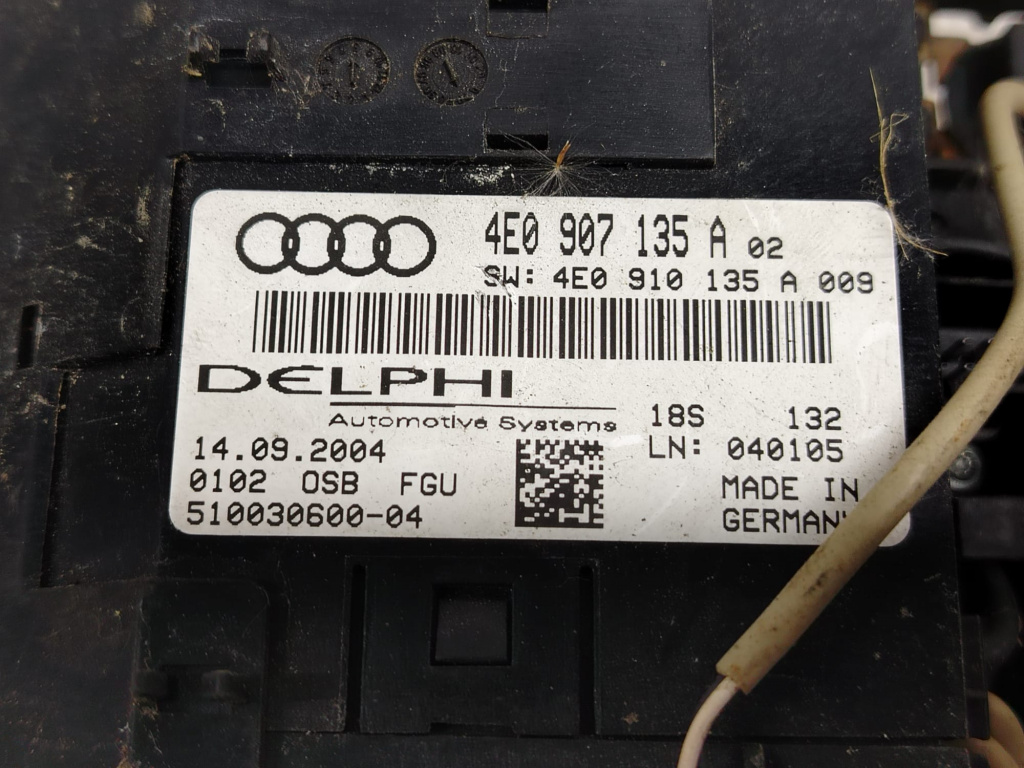 4E0 907 135 A 02
SW: 4E0 910 135 A 009
DELPHI
Automotive Systems
18S 132
14.09.2004
LN: 040105
0102 OSB FGU
MADE IN
510030600-04
GERMANY